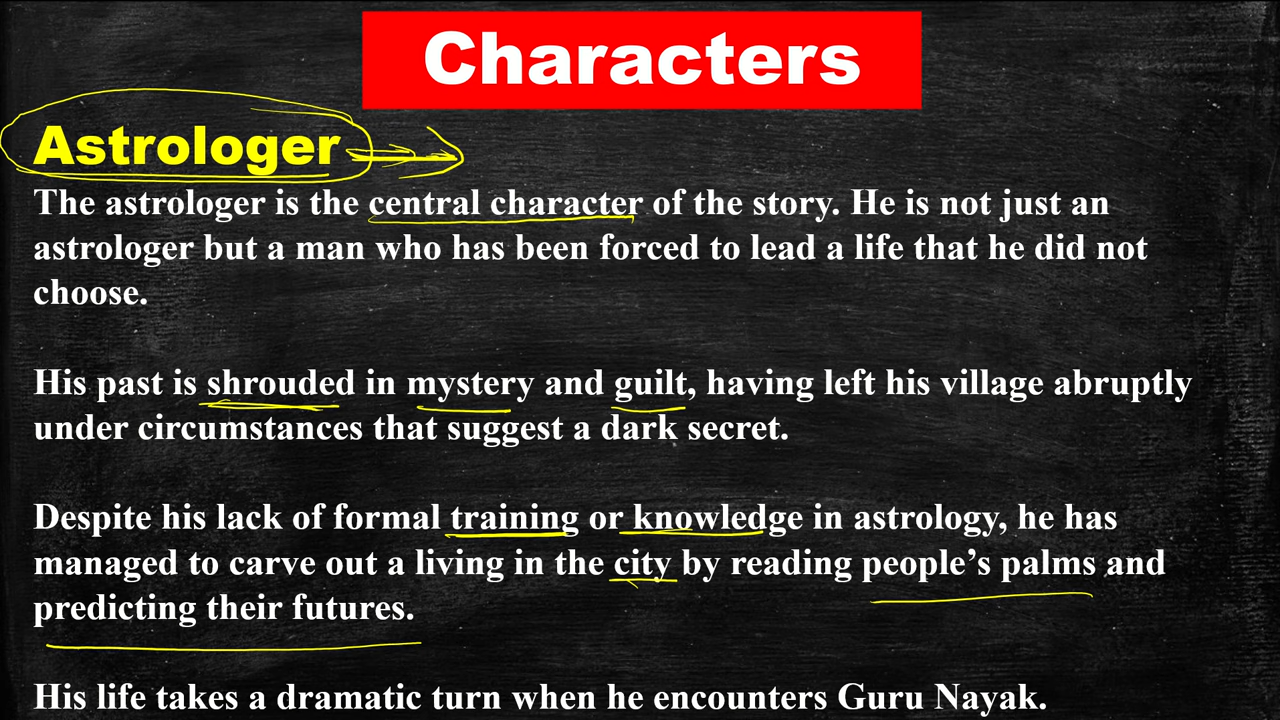 Characters
Astrologer
The astrologer is the central character of the story. He is not just an
astrologer but a man who has been forced to lead a life that he did not
choose.
His past is shrouded in mystery and guilt, having left his village abruptly
under circumstances that suggest a dark secret.
Despite his lack of formal training or knowledge in astrology, he has
managed to carve out a living in the city by reading people’s palms and
predicting their futures.
His life takes a dramatic turn when he encounters Guru Nayak.